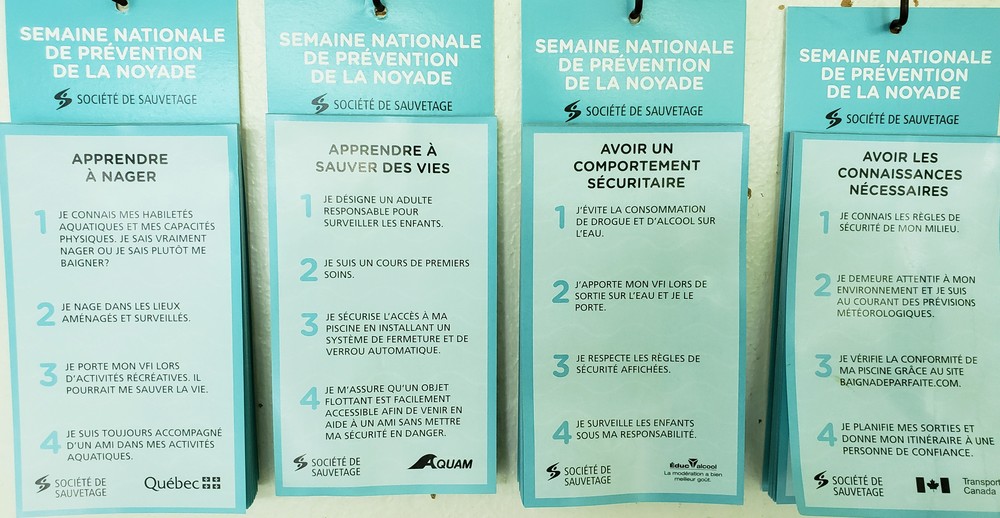 SEMAINE NATIONALE
DE PRÉVENTION
DE LA NOYADE
SOCIÉTÉ DE SAUVETAGE
APPRENDRE
À NAGER
1 JE CONNAIS MES HABILETÉS
AQUATIQUES ET MES CAPACITÉS
PHYSIQUES. JE SAIS VRAIMENT
NAGER OU JE SAIS PLUTÔT ME
BAIGNER?
2 JE NAGE DANS LES LIEUX
AMÉNAGÉS ET SURVEILLÉS.
3 JE PORTE MON VFI LORS
D'ACTIVITÉS RÉCRÉATIVES. IL
POURRAIT ME SAUVER LA VIE.
4 JE SUIS TOUJOURS ACCOMPAGNÉ
D'UN AMI DANS MES ACTIVITÉS
AQUATIQUES.
SOCIÉTÉ DE
SAUVETAGE
Québec
SEMAINE NATIONALE
DE PRÉVENTION
DE LA NOYADE
SOCIÉTÉ DE SAUVETAGE
APPRENDRE À
SAUVER DES VIES
1 JE DÉSIGNE UN ADULTE
RESPONSABLE POUR
SURVEILLER LES ENFANTS.
2 JE SUIS UN COURS DE PREMIERS
SOINS.
3 JE SÉCURISE L'ACCÈS À MA
PISCINE EN INSTALLANT UN
SYSTÈME DE FERMETURE ET DE
VERROU AUTOMATIQUE.
4 JE M'ASSURE QU'UN OBJET
FLOTTANT EST FACILEMENT
ACCESSIBLE AFIN DE VENIR EN
AIDE À UN AMI SANS METTRE
MA SÉCURITÉ EN DANGER.
SOCIÉTÉ DE
SAUVETAGE
AQUAM
SEMAINE NATIONALE
DE PRÉVENTION
DE LA NOYADE
SOCIÉTÉ DE SAUVETAGE
AVOIR UN
COMPORTEMENT
SÉCURITAIRE
1 J'ÉVITE LA CONSOMMATION
DE DROGUE ET D'ALCOOL SUR
L'EAU.
2 J'APPORTE MON VFI LORS DE
SORTIE SUR L'EAU ET JE LE
PORTE.
3 JE RESPECTE LES RÈGLES DE
SÉCURITÉ AFFICHÉES.
4 JE SURVEILLE LES ENFANTS
SOUS MA RESPONSABILITÉ.
SOCIÉTÉ DE
SAUVETAGE
Éduc alcool
La modération a bien
meilleur goût.
SEMAINE NATIONALE
DE PRÉVENTION
DE LA NOYADE
SOCIÉTÉ DE SAUVETAGE
AVOIR LES
CONNAISSANCES
NÉCESSAIRES
1 JE CONNAIS LES RÈGLES DE
SÉCURITÉ DE MON MILIEU.
2 JE DEMEURE ATTENTIF À MON
ENVIRONNEMENT ET JE SUIS
AU COURANT DES PRÉVISIONS
MÉTÉOROLOGIQUES.
3 JE VÉRIFIE LA CONFORMITÉ DE
MA PISCINE GRÂCE AU SITE
BAIGNADEPARFAITE.COM.
4 JE PLANIFIE MES SORTIES ET
DONNE MON ITINÉRAIRE À UNE
PERSONNE DE CONFIANCE.
SOCIÉTÉ DE
SAUVETAGE
Transport
Canada